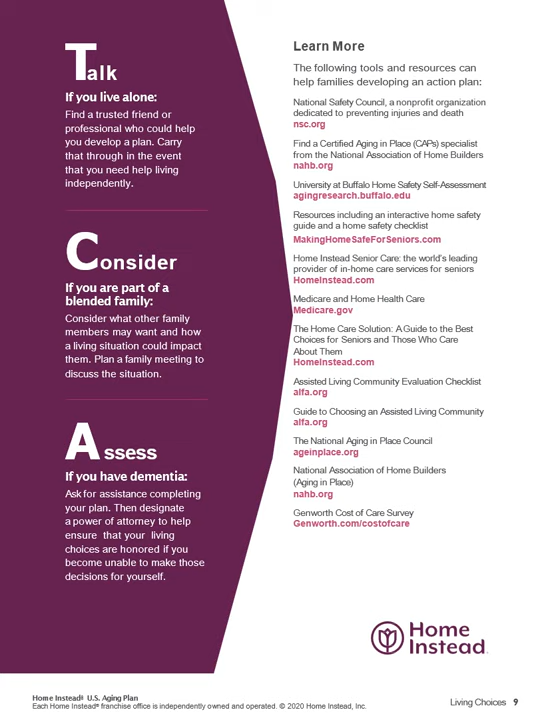 Talk
If you live alone:
Find a trusted friend or
professional who could help
you develop a plan. Carry
that through in the event
that you need help living
independently.
Consider
If you are part of a
blended family:
Consider what other family
members may want and how
a living situation could impact
them. Plan a family meeting to
discuss the situation.
Assess
If you have dementia:
Ask for assistance completing
your plan. Then designate
a power of attorney to help
ensure that your living
choices are honored if you
become unable to make those
decisions for yourself.
Learn More
The following tools and resources can
help families developing an action plan:
National Safety Council, a nonprofit organization
dedicated to preventing injuries and death
nsc.org
Find a Certified Aging in Place (CAPs) specialist
from the National Association of Home Builders
nahb.org
University at Buffalo Home Safety Self-Assessment
agingresearch.buffalo.edu
Resources including an interactive home safety
guide and a home safety checklist
MakingHomeSafeForSeniors.com
Home Instead Senior Care: the world's leading
provider of in-home care services for seniors
HomeInstead.com
Medicare and Home Health Care
Medicare.gov
The Home Care Solution: A Guide to the Best
Choices for Seniors and Those Who Care
About Them
HomeInstead.com
Assisted Living Community Evaluation Checklist
alfa.org
Guide to Choosing an Assisted Living Community
alfa.org
The National Aging in Place Council
ageinplace.org
National Association of Home Builders
(Aging in Place)
nahb.org
Genworth Cost of Care Survey
Genworth.com/costofcare
Home
Instead
Home Instead® U.S. Aging Plan
Each Home Instead® franchise office is independently owned and operated. © 2020 Home Instead, Inc.
Living Choices 9